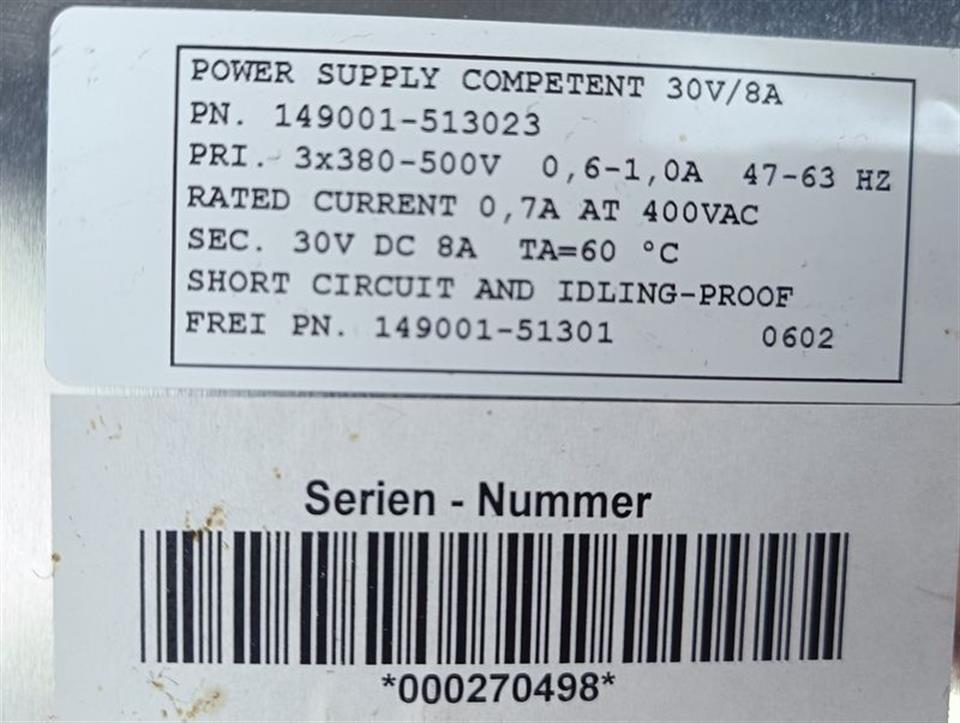 POWER SUPPLY COMPETENT 30V/8A
PN. 149001-513023
PRI. 3x380-500V 0,6-1,0A 47-63 HZ
RATED CURRENT 0,7A AT 400VAC
SEC. 30V DC 8A TA=60 °C
SHORT CIRCUIT AND IDLING-PROOF
FREI PN. 149001-51301 0602
Serien - Nummer
*000270498*